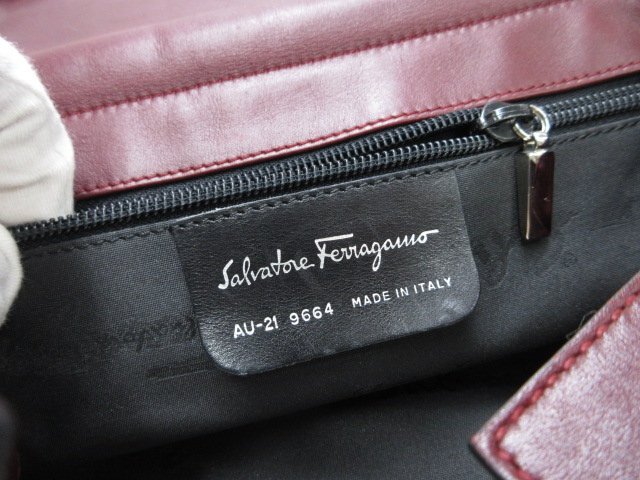 Salvatore Ferragamo
AU-21 9664 MADE IN ITALY